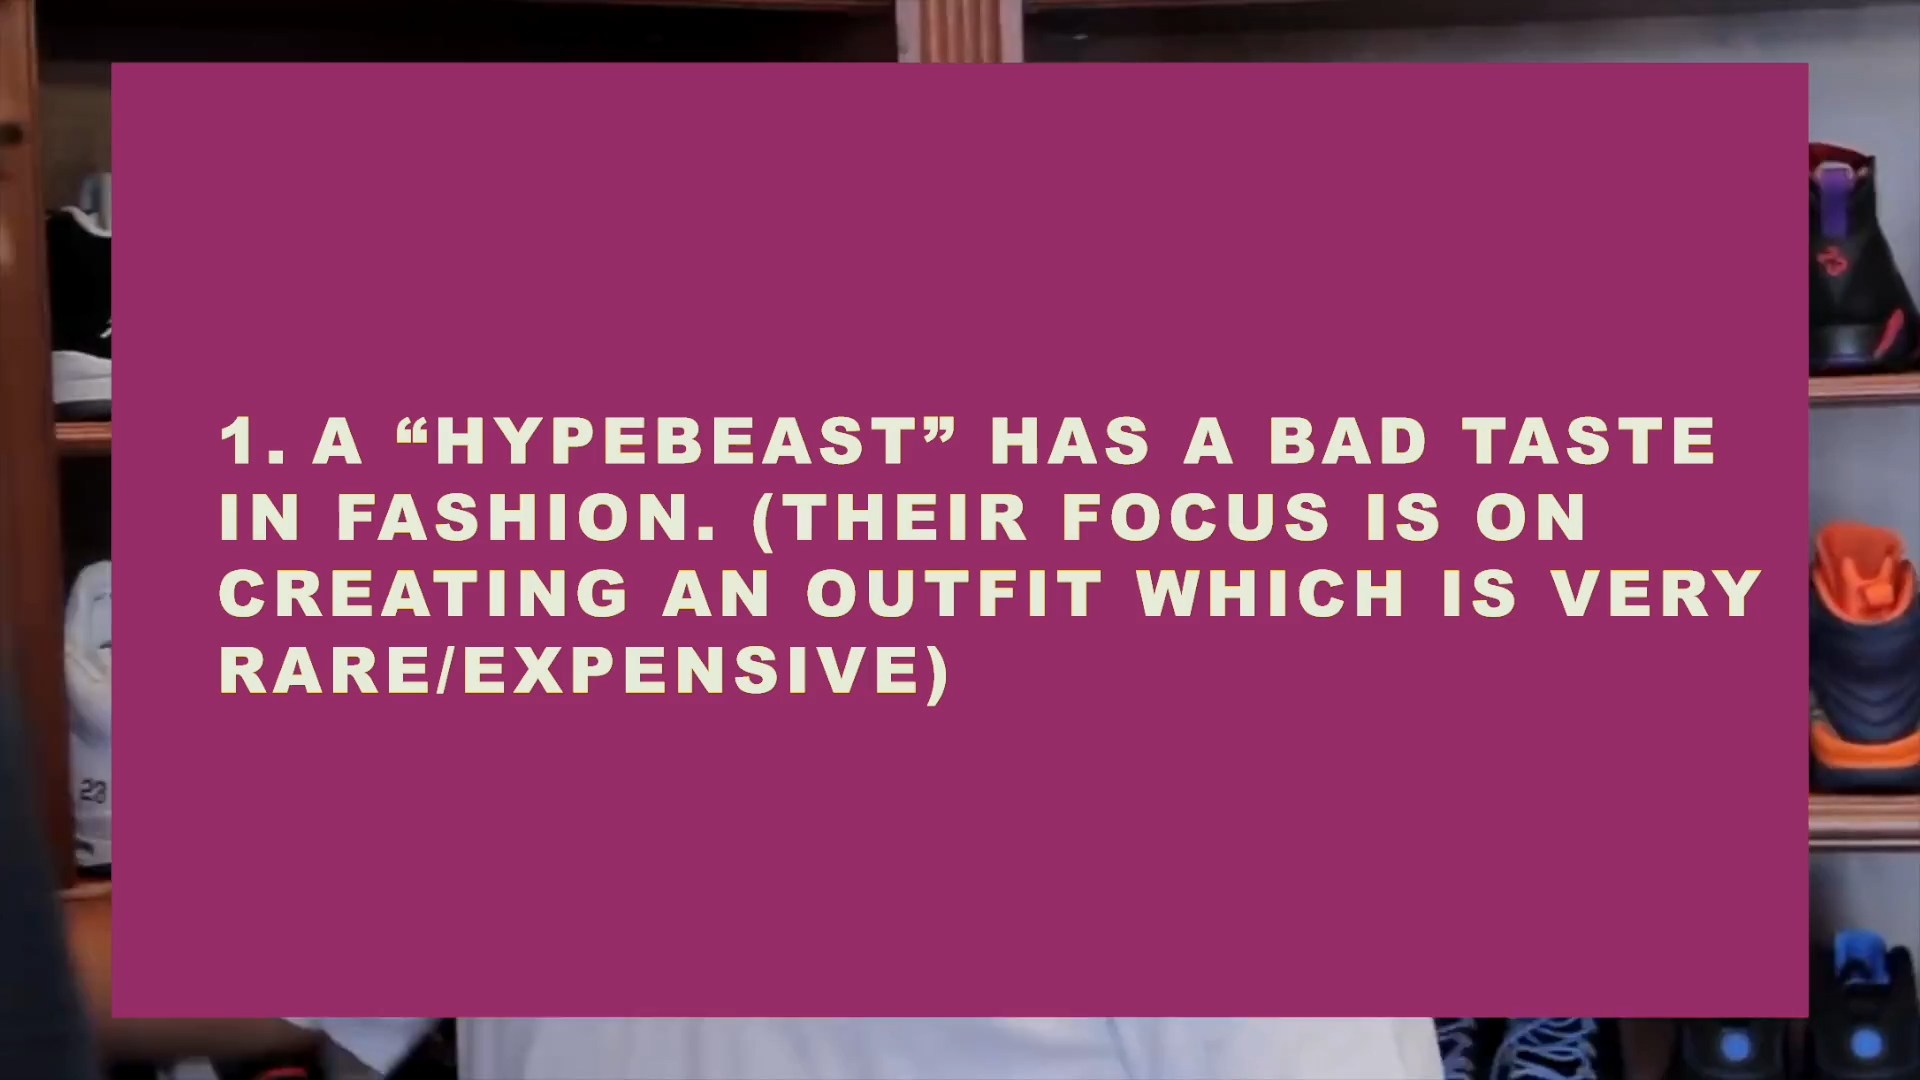 1. A “HYPEBEAST” HAS A BAD TASTE
IN FASHION. (THEIR FOCUS IS ON
CREATING AN OUTFIT WHICH IS VERY
RARE/EXPENSIVE)
23